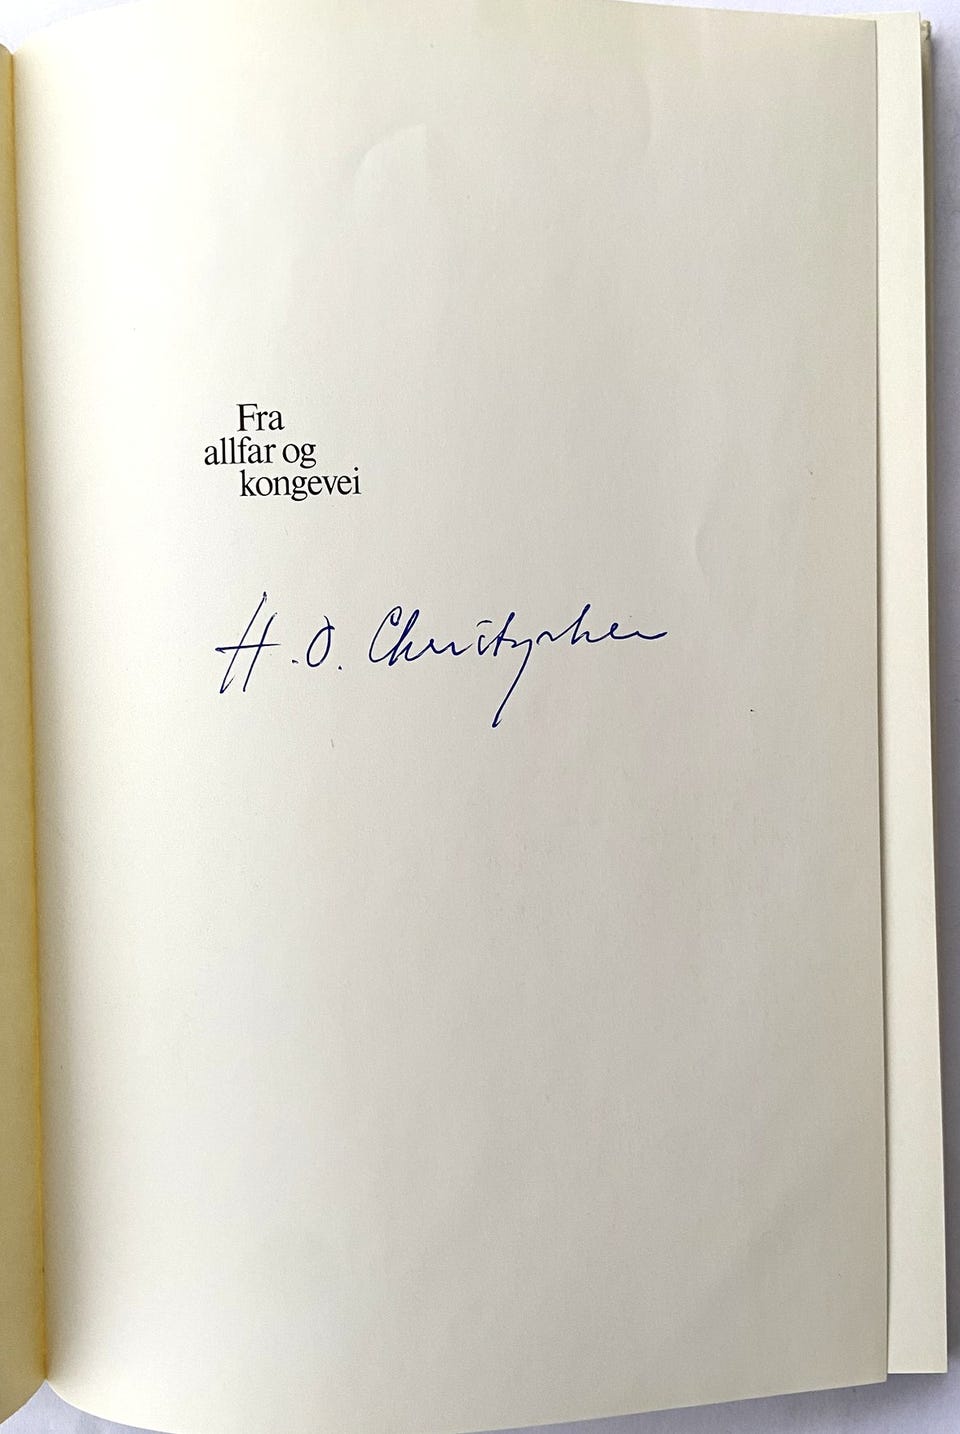 Fra
allfar og
kongevei
H. O. Christophersen